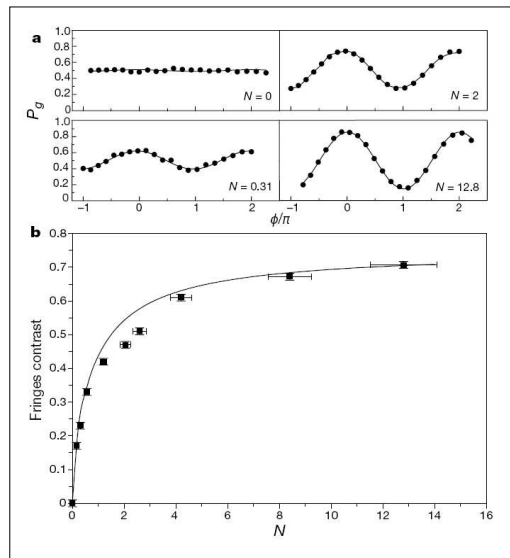 a
1.0
0.8
0.6
0.4
0.2
0
N = 0
N = 2
P_g
0.8
0.6
0.4
0.2
0
N = 0.31
N = 12.8
–1 0 1 2 –1 0 1 2
ϕ/π
b
0.8
0.7
0.6
0.5
0.4
0.3
0.2
0.1
0
Fringes contrast
0 2 4 6 8 10 12 14 16
N